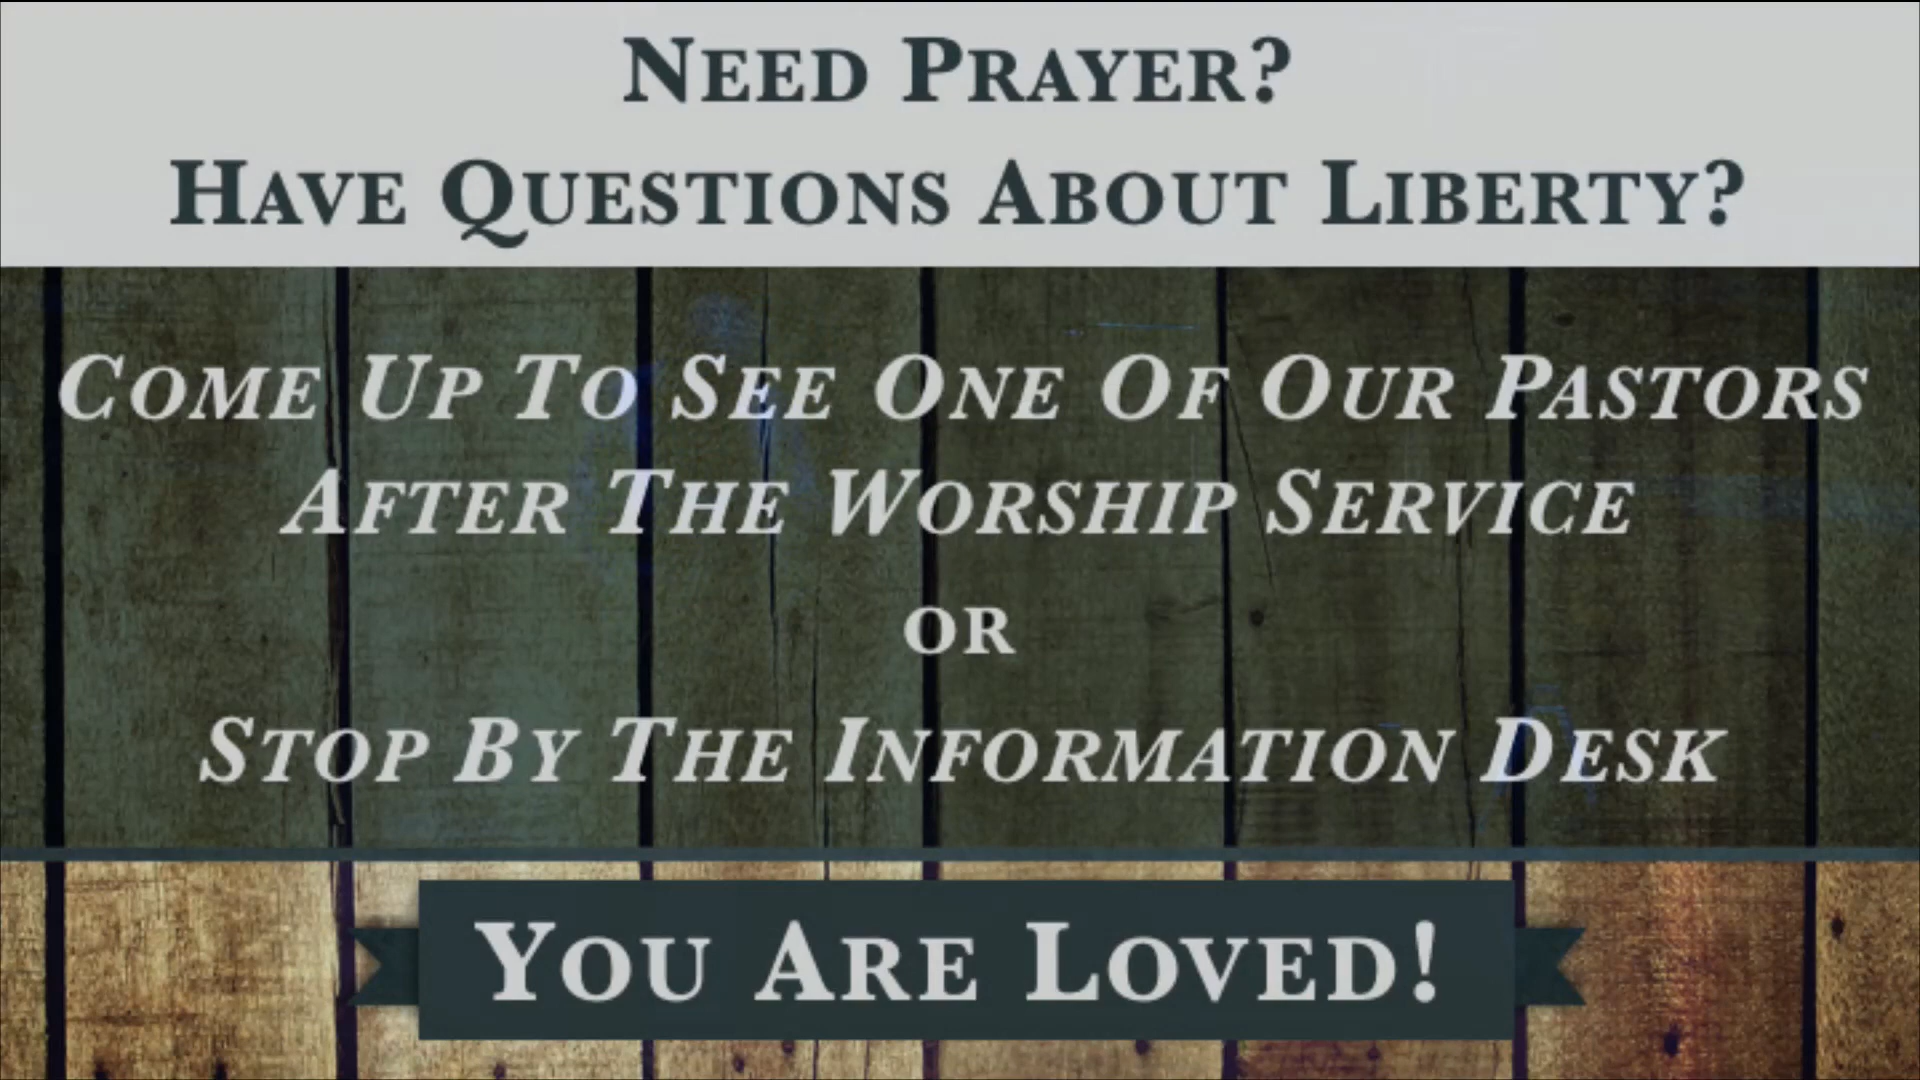 Need Prayer?
Have Questions About Liberty?
Come Up To See One Of Our Pastors
After The Worship Service
or
Stop By The Information Desk
You Are Loved!